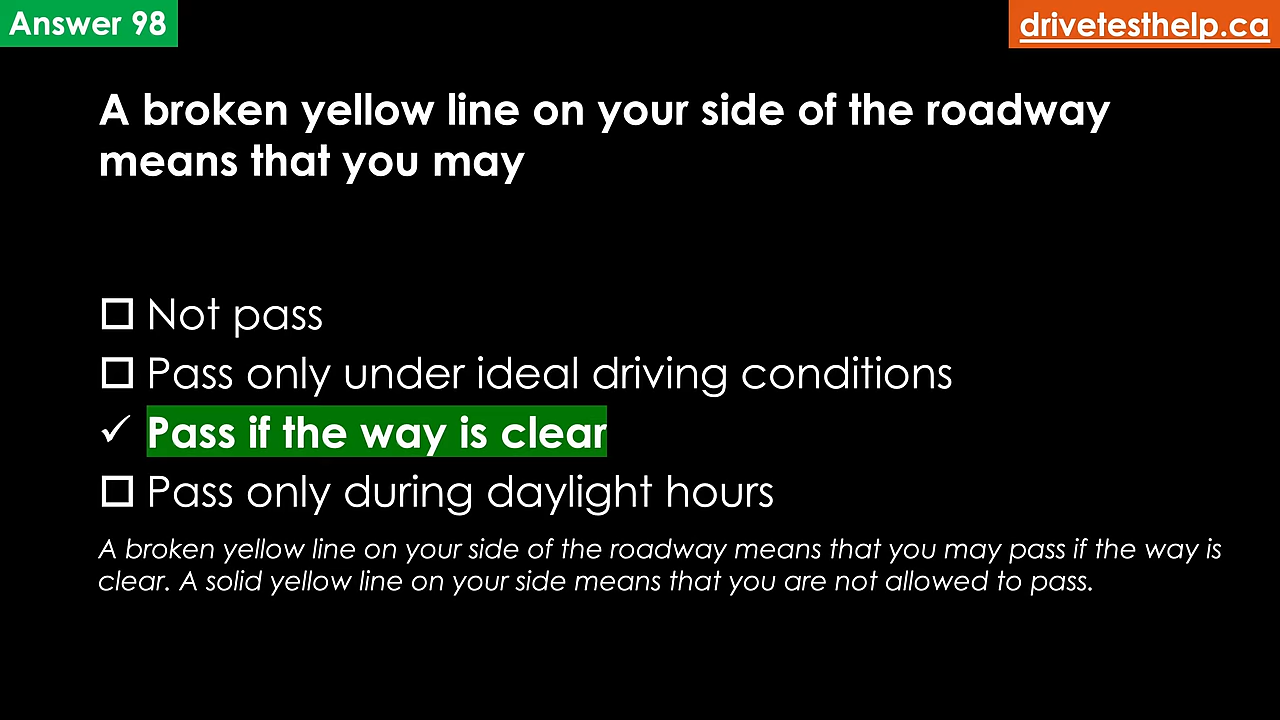 Answer 98
drivetesthelp.ca
A broken yellow line on your side of the roadway
means that you may
Not pass
Pass only under ideal driving conditions
Pass if the way is clear
Pass only during daylight hours
A broken yellow line on your side of the roadway means that you may pass if the way is
clear. A solid yellow line on your side means that you are not allowed to pass.